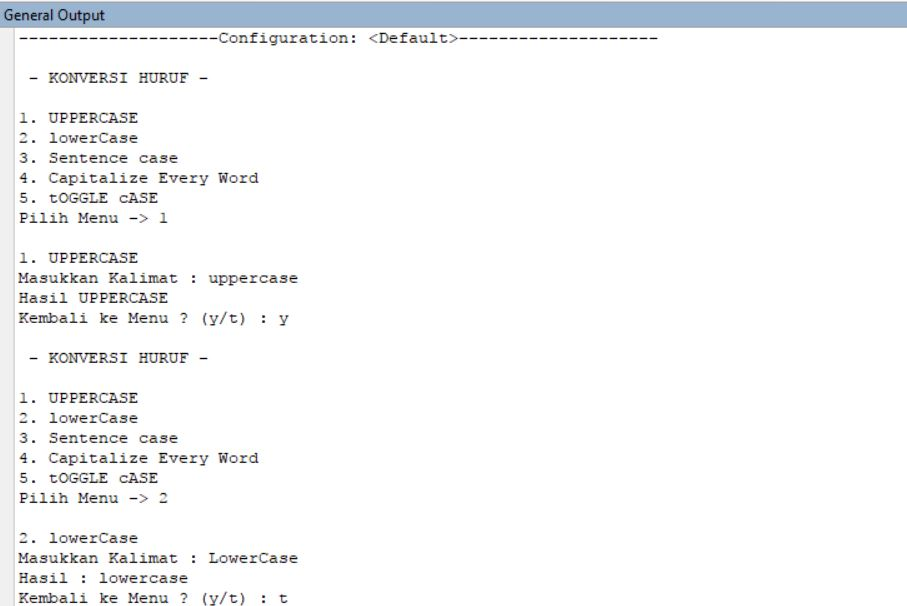 General Output
--------------------Configuration: <Default>--------------------
- KONVERSI HURUF -
1. UPPERCASE
2. lowerCase
3. Sentence case
4. Capitalize Every Word
5. tOGGLE cASE
Pilih Menu -> 1
1. UPPERCASE
Masukkan Kalimat : uppercase
Hasil UPPERCASE
Kembali ke Menu ? (y/t) : y
- KONVERSI HURUF -
1. UPPERCASE
2. lowerCase
3. Sentence case
4. Capitalize Every Word
5. tOGGLE cASE
Pilih Menu -> 2
2. lowerCase
Masukkan Kalimat : LowerCase
Hasil : lowercase
Kembali ke Menu ? (y/t) : t